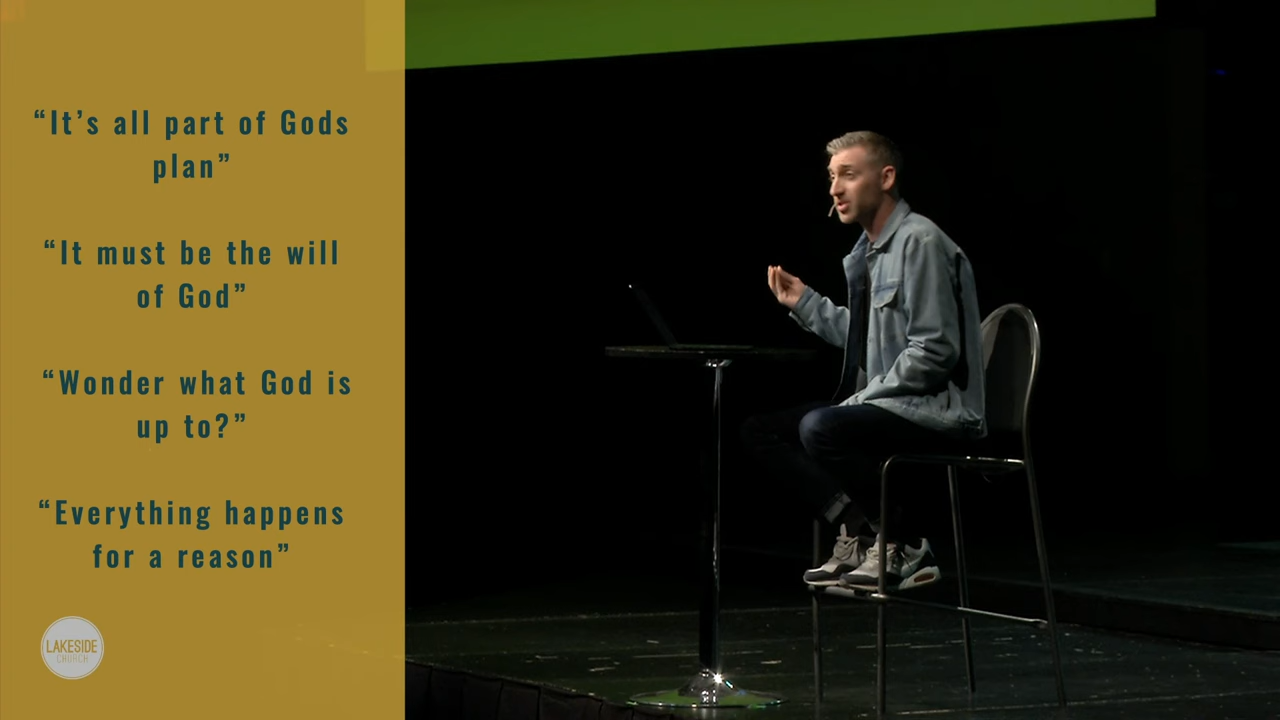 “It’s all part of Gods
plan”
“It must be the will
of God”
“Wonder what God is
up to?”
“Everything happens
for a reason”
LAKESIDE
CHURCH